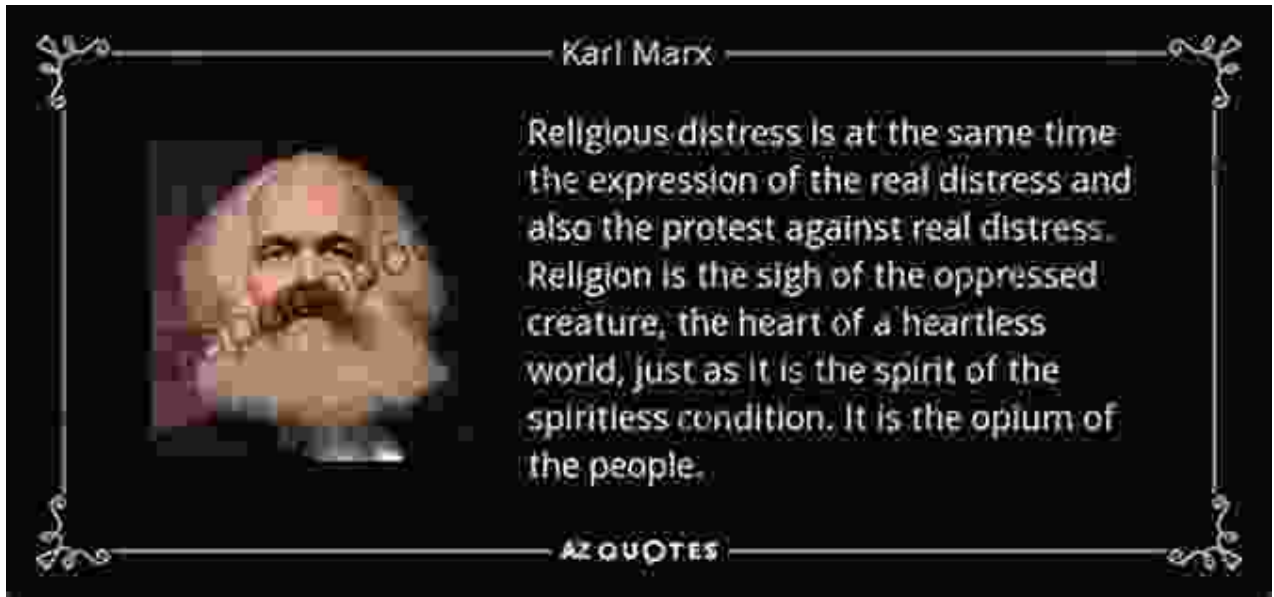 Karl Marx
Religious distress is at the same time
the expression of the real distress and
also the protest against real distress.
Religion is the sigh of the oppressed
creature, the heart of a heartless
world, just as it is the spirit of the
spiritless condition. It is the opium of
the people.
AZ QUOTES